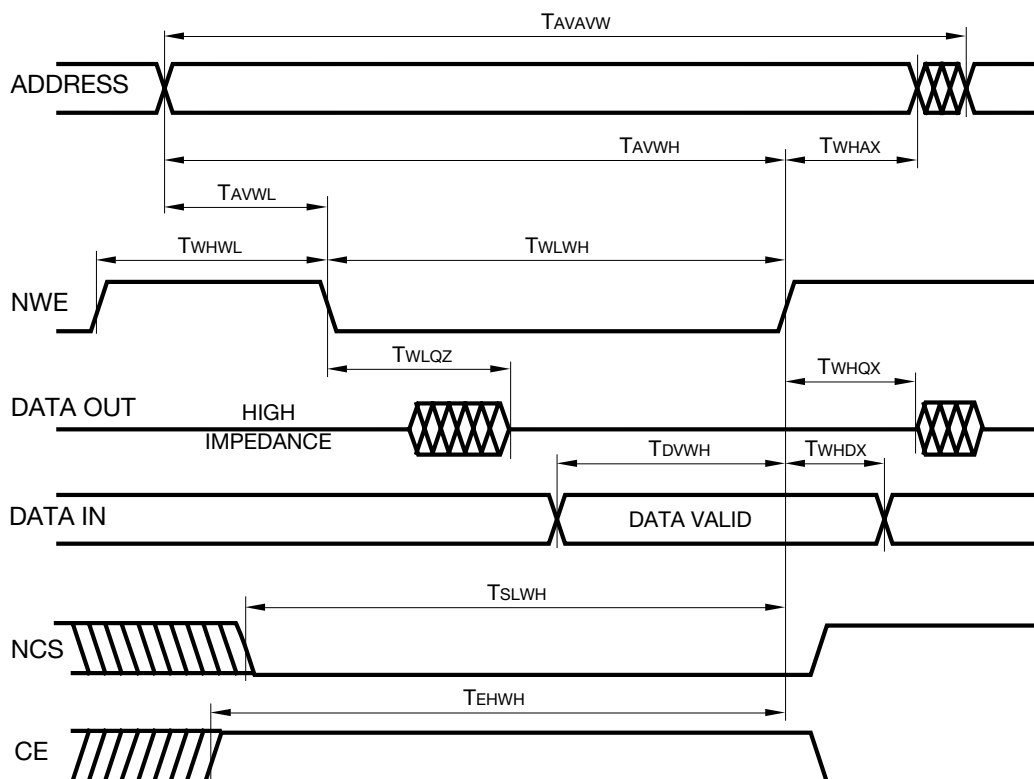 TAVAVW
ADDRESS
TAVWH
TWHAX
TAVWL
TWHWL
TWLWH
NWE
TWLQZ
TWHQX
DATA OUT
HIGH
IMPEDANCE
TDVWH
TWHDX
DATA IN
DATA VALID
TSLWH
NCS
TEHWH
CE